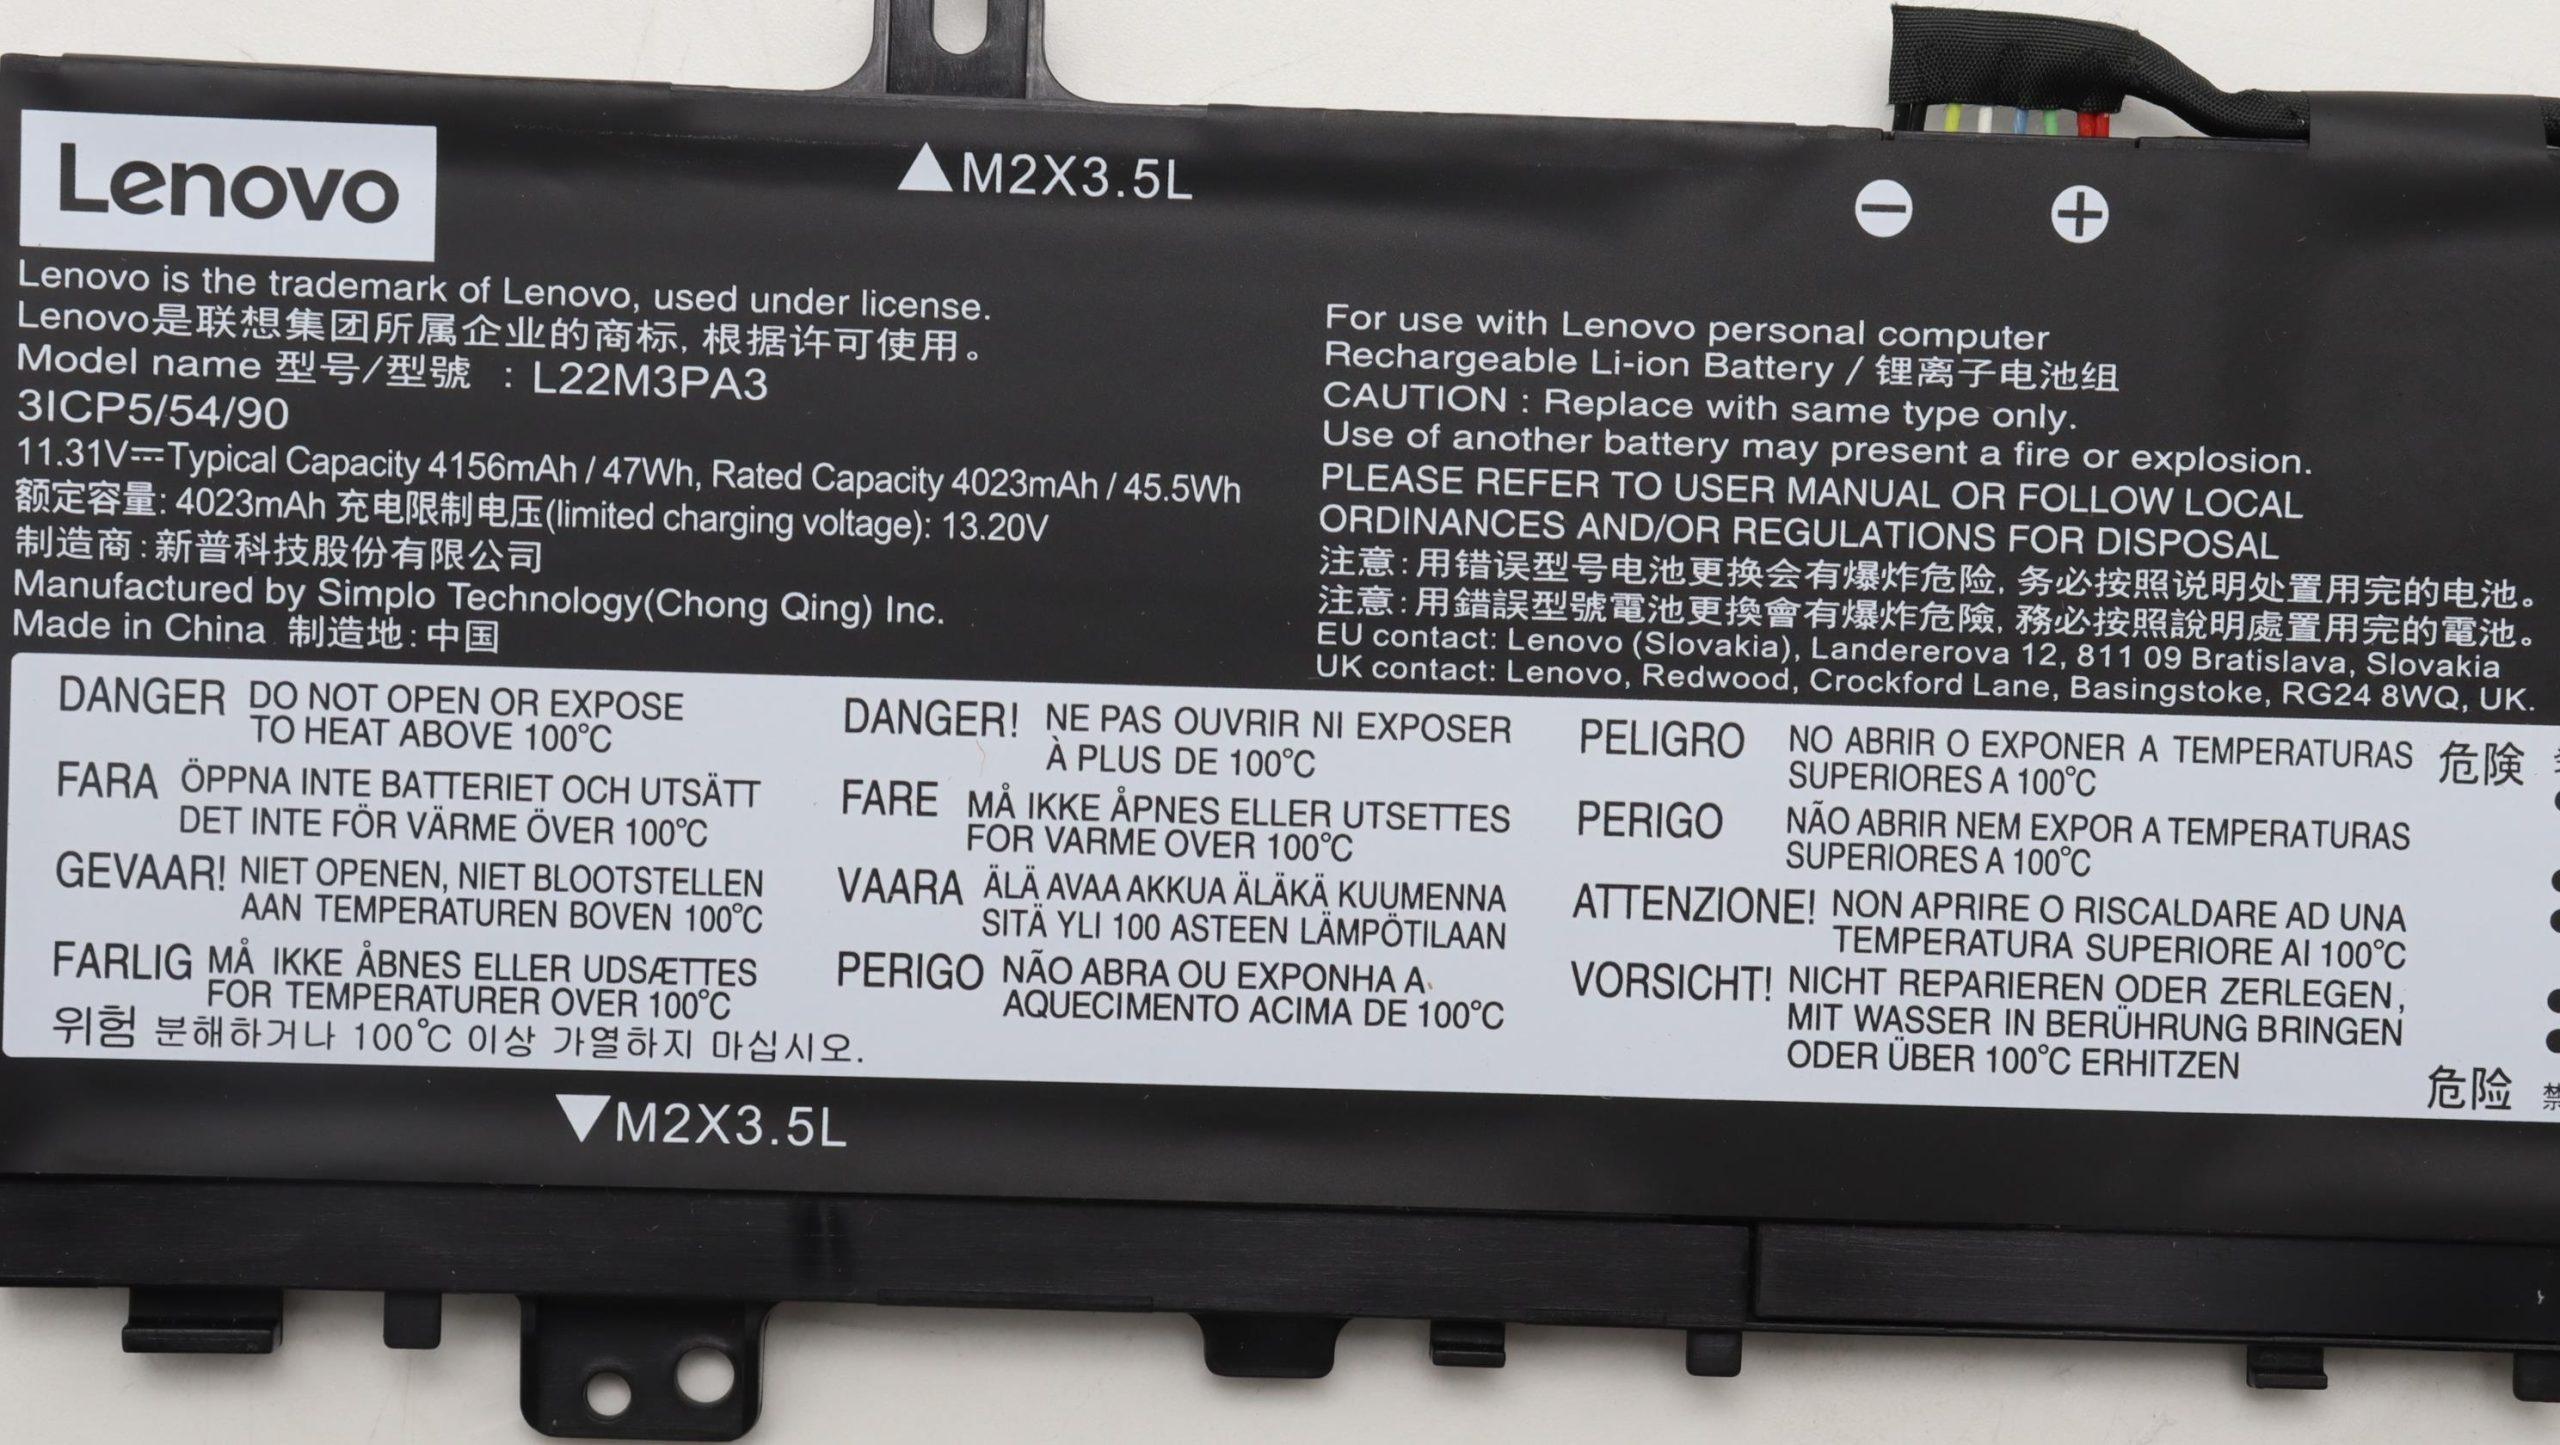 Lenovo
▲M2X3.5L
Lenovo is the trademark of Lenovo, used under license.
Lenovo是联想集团所属企业的商标, 根据许可使用。
Model name 型号/型號 : L22M3PA3
3ICP5/54/90
11.31V⎓Typical Capacity 4156mAh / 47Wh, Rated Capacity 4023mAh / 45.5Wh
额定容量: 4023mAh 充电限制电压(limited charging voltage): 13.20V
制造商:新普科技股份有限公司
Manufactured by Simplo Technology(Chong Qing) Inc.
Made in China 制造地:中国
− +
For use with Lenovo personal computer
Rechargeable Li-ion Battery / 锂离子电池组
CAUTION : Replace with same type only.
Use of another battery may present a fire or explosion.
PLEASE REFER TO USER MANUAL OR FOLLOW LOCAL
ORDINANCES AND/OR REGULATIONS FOR DISPOSAL
注意:用错误型号电池更换会有爆炸危险, 务必按照说明处置用完的电池。
注意:用錯誤型號電池更換會有爆炸危險, 務必按照說明處置用完的電池。
EU contact: Lenovo (Slovakia), Landererova 12, 811 09 Bratislava, Slovakia
UK contact: Lenovo, Redwood, Crockford Lane, Basingstoke, RG24 8WQ, UK.
DANGER DO NOT OPEN OR EXPOSE
TO HEAT ABOVE 100℃
FARA ÖPPNA INTE BATTERIET OCH UTSÄTT
DET INTE FÖR VÄRME ÖVER 100℃
GEVAAR! NIET OPENEN, NIET BLOOTSTELLEN
AAN TEMPERATUREN BOVEN 100℃
FARLIG MÅ IKKE ÅBNES ELLER UDSÆTTES
FOR TEMPERATURER OVER 100℃
위험 분해하거나 100℃ 이상 가열하지 마십시오.
DANGER! NE PAS OUVRIR NI EXPOSER
À PLUS DE 100℃
FARE MÅ IKKE ÅPNES ELLER UTSETTES
FOR VARME OVER 100℃
VAARA ÄLÄ AVAA AKKUA ÄLÄKÄ KUUMENNA
SITÄ YLI 100 ASTEEN LÄMPÖTILAAN
PERIGO NÃO ABRA OU EXPONHA A
AQUECIMENTO ACIMA DE 100℃
PELIGRO NO ABRIR O EXPONER A TEMPERATURAS
SUPERIORES A 100℃
PERIGO NÃO ABRIR NEM EXPOR A TEMPERATURAS
SUPERIORES A 100℃
ATTENZIONE! NON APRIRE O RISCALDARE AD UNA
TEMPERATURA SUPERIORE AI 100℃
VORSICHT! NICHT REPARIEREN ODER ZERLEGEN,
MIT WASSER IN BERÜHRUNG BRINGEN
ODER ÜBER 100℃ ERHITZEN
危険
危险
▼M2X3.5L